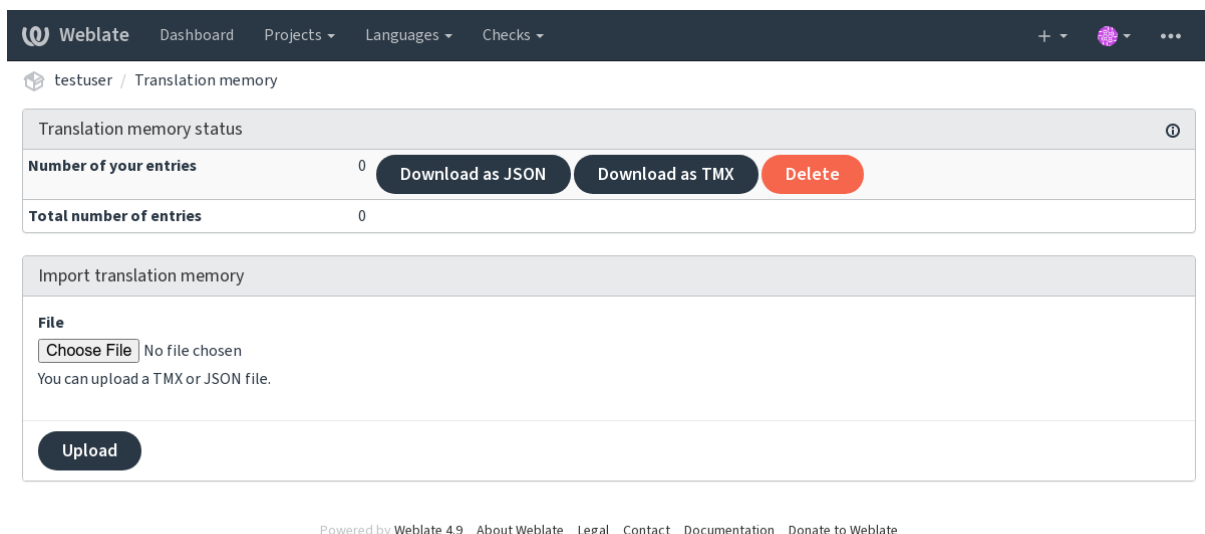 Weblate Dashboard Projects Languages Checks
testuser / Translation memory
Translation memory status
Number of your entries 0 Download as JSON Download as TMX Delete
Total number of entries 0
Import translation memory
File
Choose File No file chosen
You can upload a TMX or JSON file.
Upload
Powered by Weblate 4.9 About Weblate Legal Contact Documentation Donate to Weblate